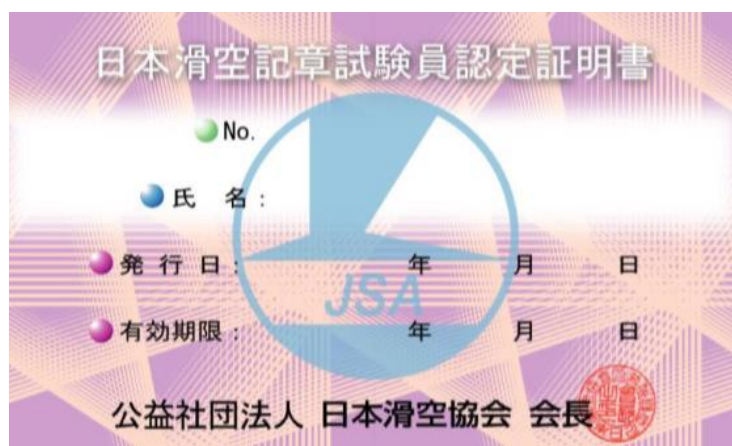 日本滑空記章試験員認定証明書
No.
氏 名：
発 行 日： 年 月 日
JSA
有効期限： 年 月 日
公益社団法人 日本滑空協会 会長